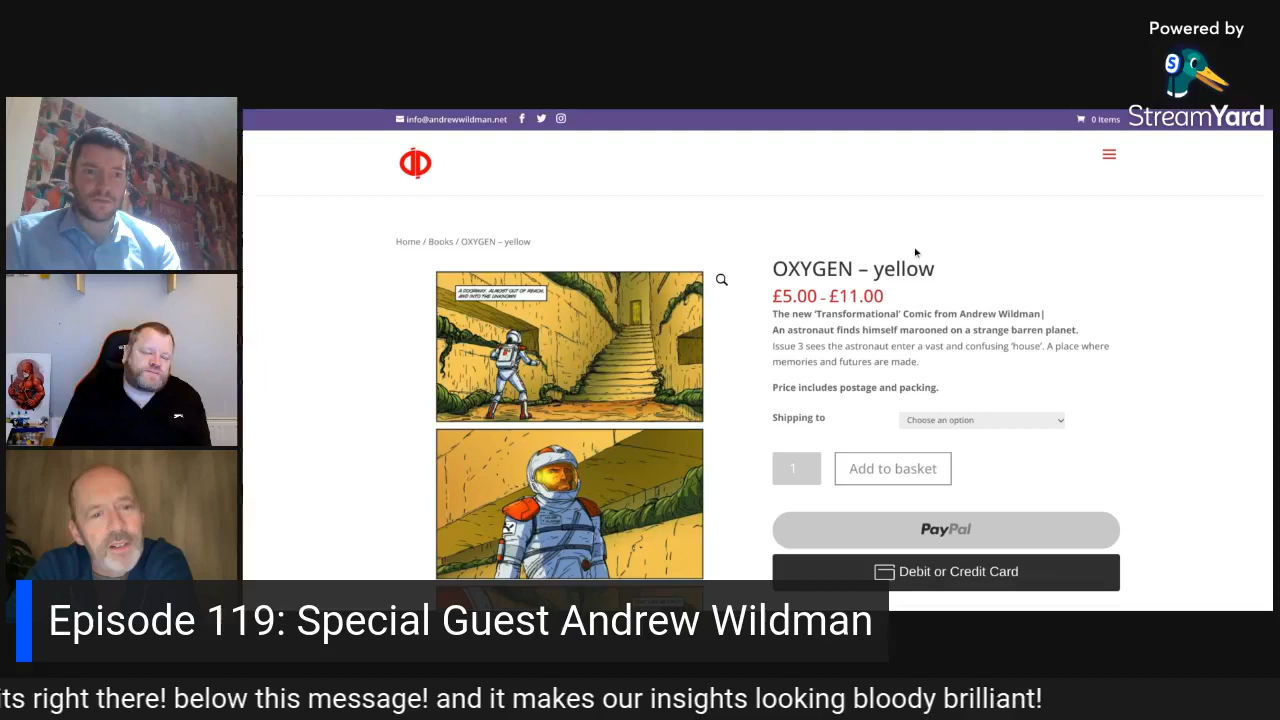 Powered by
StreamYard
info@andrewwildman.net
0 Items
Home / Books / OXYGEN – yellow
A DOORWAY. ALMOST OUT OF REACH,
AND INTO THE UNKNOWN
OXYGEN – yellow
£5.00 – £11.00
The new ‘Transformational’ Comic from Andrew Wildman|
An astronaut finds himself marooned on a strange barren planet.
Issue 3 sees the astronaut enter a vast and confusing ‘house’. A place where
memories and futures are made.
Price includes postage and packing.
Shipping to
Choose an option
1
Add to basket
PayPal
Debit or Credit Card
Episode 119: Special Guest Andrew Wildman
its right there! below this message! and it makes our insights looking bloody brilliant!